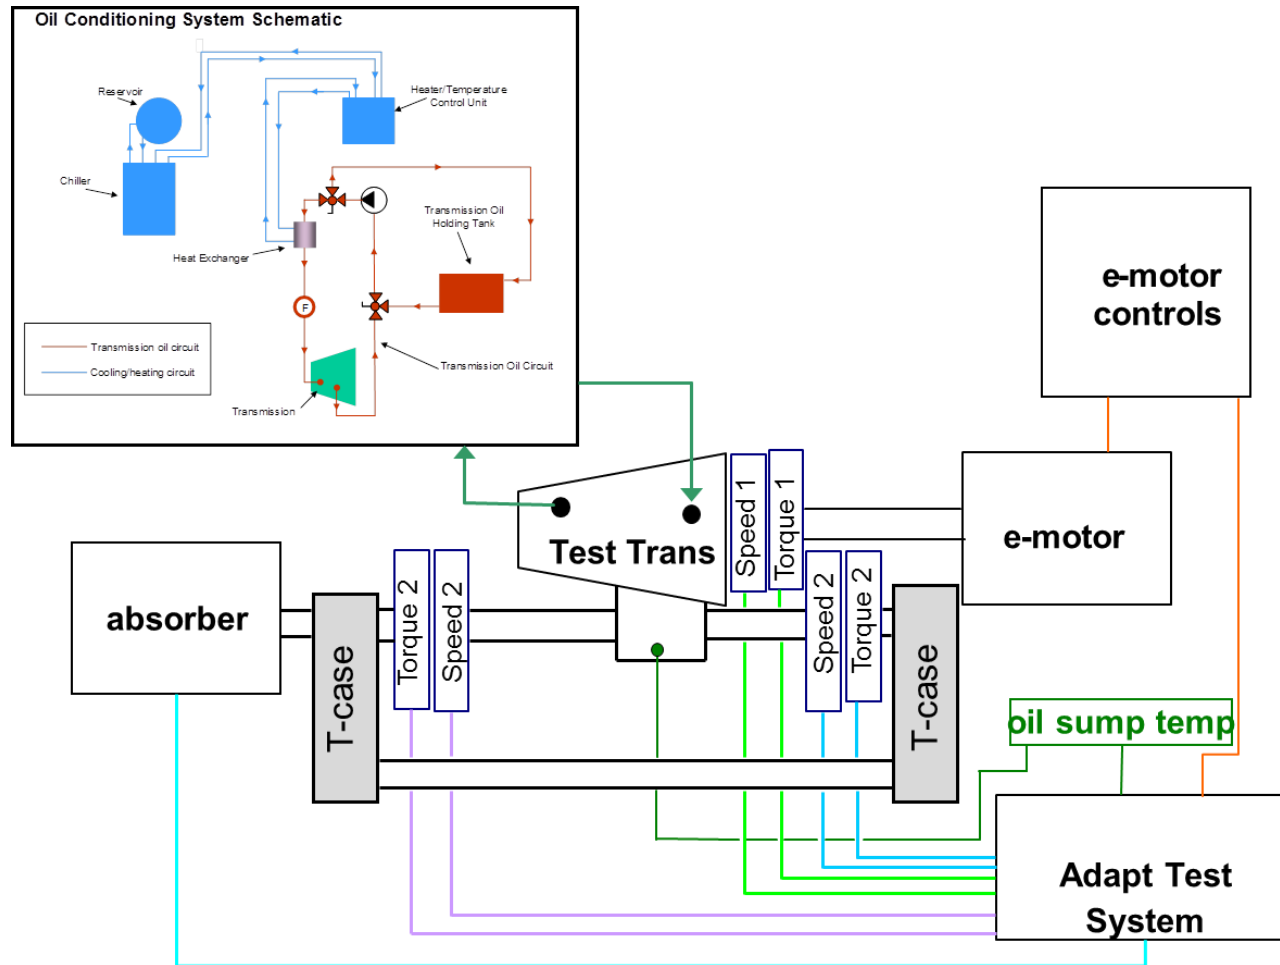 Oil Conditioning System Schematic
Reservoir
Heater/Temperature
Control Unit
Chiller
Transmission Oil
Holding Tank
Heat Exchanger
F
Transmission oil circuit
Cooling/heating circuit
Transmission Oil Circuit
Transmission
e-motor
controls
Test Trans
Speed 1
Torque 1
e-motor
absorber
T-case
Torque 2
Speed 2
Speed 2
Torque 2
T-case
oil sump temp
Adapt Test
System